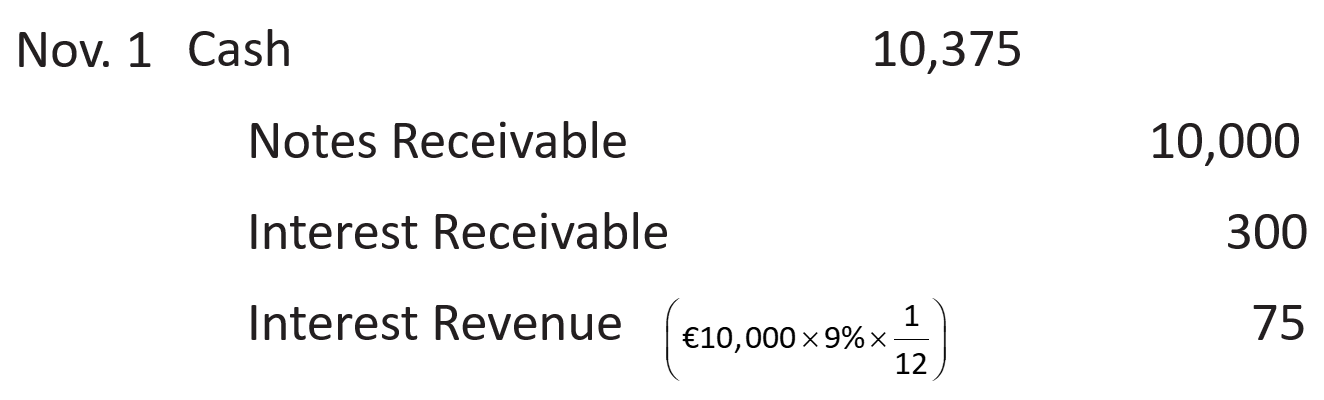 Nov. 1 Cash 10,375
Notes Receivable 10,000
Interest Receivable 300
Interest Revenue (€10,000 × 9% × 1/12) 75